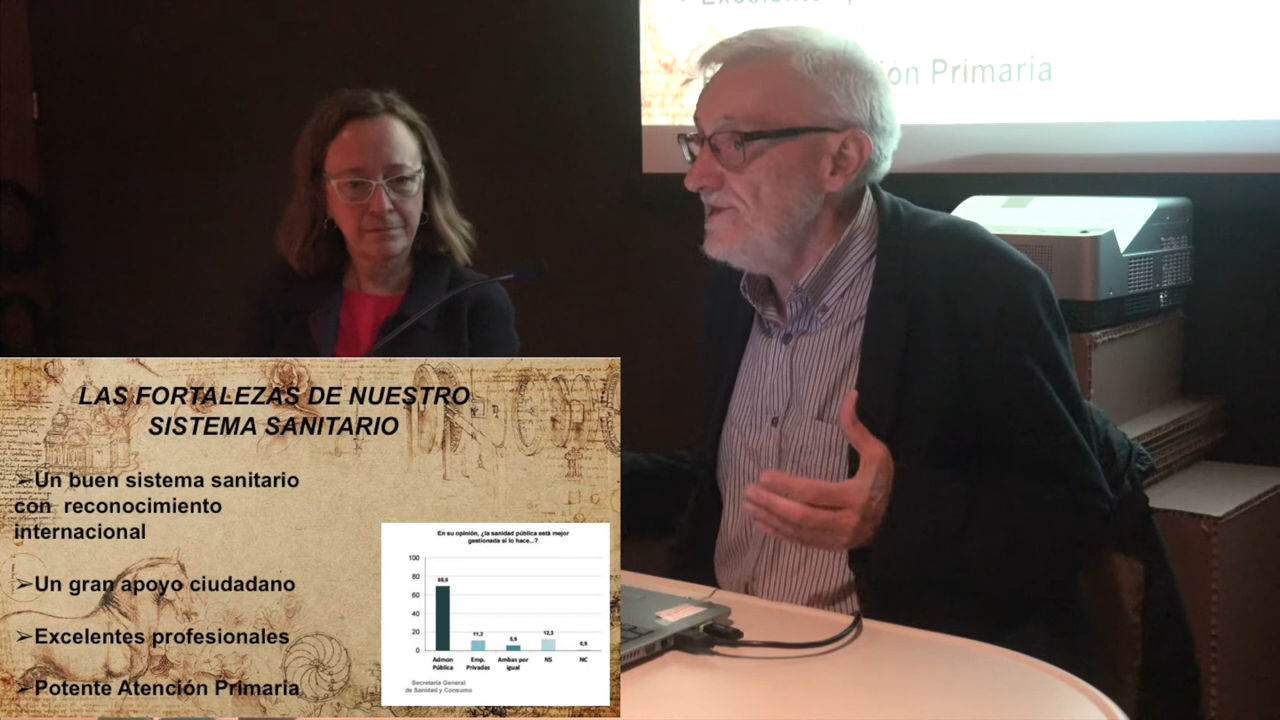 ón Primaria
LAS FORTALEZAS DE NUESTRO
SISTEMA SANITARIO
➢Un buen sistema sanitario
con reconocimiento
internacional
➢Un gran apoyo ciudadano
➢Excelentes profesionales
➢Potente Atención Primaria
En su opinión, ¿la sanidad pública está mejor
gestionada si lo hace...?
100
80
60
40
20
0
69,6
11,2
5,9
12,3
0,9
Admon Pública
Emp. Privadas
Ambas por igual
NS
NC
Secretaría General
de Sanidad y Consumo